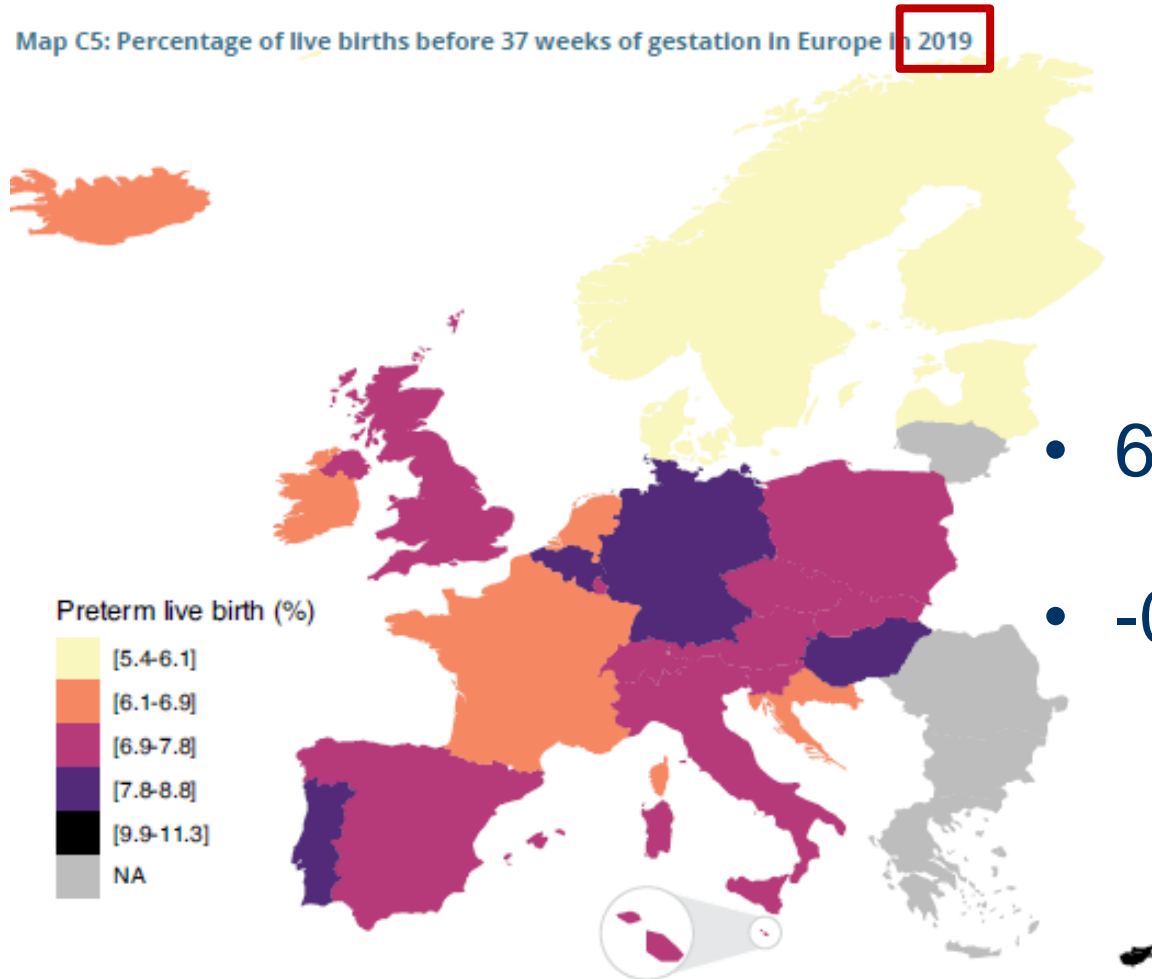 Map C5: Percentage of live births before 37 weeks of gestation in Europe in 2019
• 6
• -0
Preterm live birth (%)
[5.4-6.1]
[6.1-6.9]
[6.9-7.8]
[7.8-8.8]
[9.9-11.3]
NA